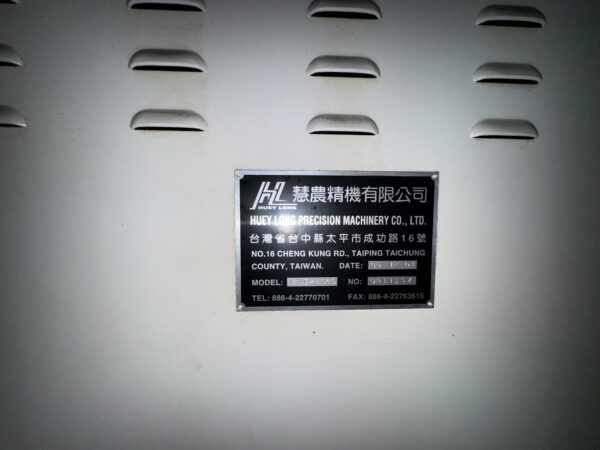 HL 慧農精機有限公司
HUEY LONG
HUEY LONG PRECISION MACHINERY CO., LTD.
台灣省台中縣太平市成功路16號
NO.16 CHENG KUNG RD., TAIPING TAICHUNG
COUNTY, TAIWAN. DATE:
MODEL: NO:
TEL: 886-4-22770701 FAX: 886-4-22763615